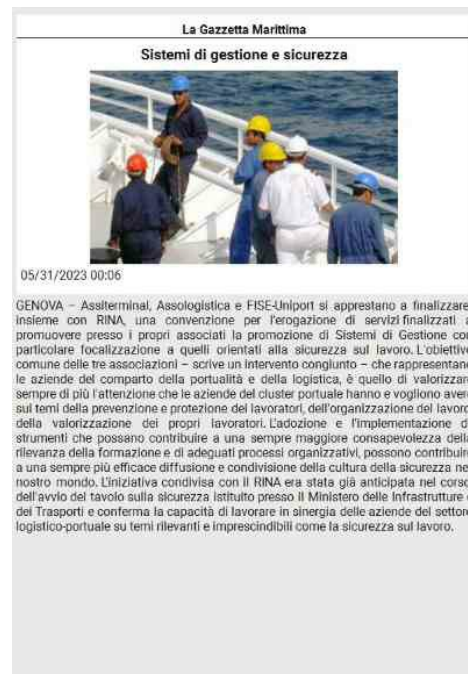 La Gazzetta Marittima
Sistemi di gestione e sicurezza
05/31/2023 00:06
GENOVA – Assiterminal, Assologistica e FISE-Uniport si apprestano a finalizzare,
insieme con RINA, una convenzione per l'erogazione di servizi finalizzati a
promuovere presso i propri associati la promozione di Sistemi di Gestione con
particolare focalizzazione a quelli orientati alla sicurezza sul lavoro. L'obiettivo
comune delle tre associazioni – scrive un intervento congiunto – che rappresentano
le aziende del comparto della portualità e della logistica, è quello di valorizzare
sempre di più l'attenzione che le aziende del cluster portuale hanno e vogliono avere
sui temi della prevenzione e protezione dei lavoratori, dell'organizzazione del lavoro,
della valorizzazione dei propri lavoratori. L'adozione e l'implementazione di
strumenti che possano contribuire a una sempre maggiore consapevolezza della
rilevanza della formazione e di adeguati processi organizzativi, possono contribuire
a una sempre più efficace diffusione e condivisione della cultura della sicurezza nel
nostro mondo. L'iniziativa condivisa con il RINA era stata già anticipata nel corso
dell'avvio del tavolo sulla sicurezza istituito presso il Ministero delle Infrastrutture e
dei Trasporti e conferma la capacità di lavorare in sinergia delle aziende del settore
logistico-portuale su temi rilevanti e imprescindibili come la sicurezza sul lavoro.